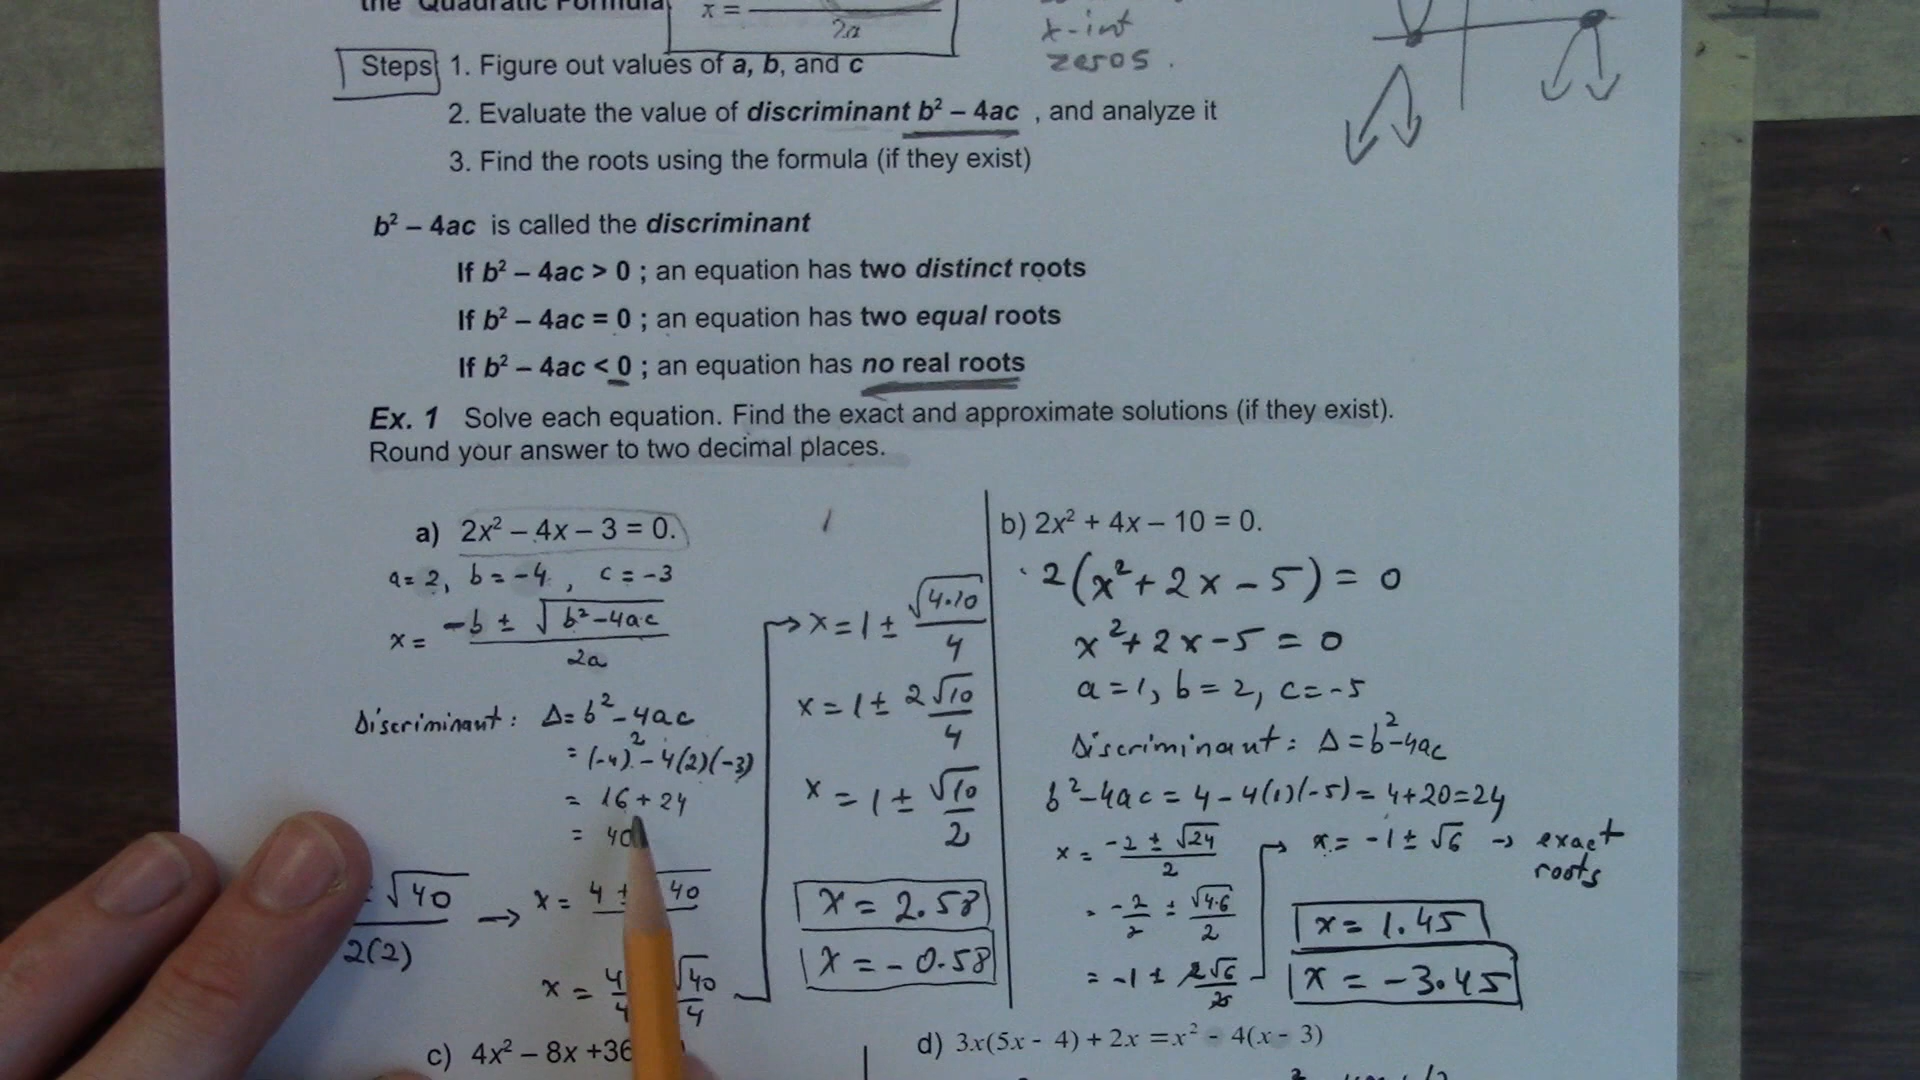 the Quadratic Formula
x =
2a
x-int
zeros .
Steps 1. Figure out values of a, b, and c
2. Evaluate the value of discriminant b² – 4ac , and analyze it
3. Find the roots using the formula (if they exist)
b² – 4ac is called the discriminant
If b² – 4ac > 0 ; an equation has two distinct roots
If b² – 4ac = 0 ; an equation has two equal roots
If b² – 4ac < 0 ; an equation has no real roots
Ex. 1 Solve each equation. Find the exact and approximate solutions (if they exist).
Round your answer to two decimal places.
a) 2x² – 4x – 3 = 0.
a = 2, b = -4 , c = -3
x = -b ± √b²-4ac
2a
Discriminant: Δ = b² - 4ac
= (-4)² - 4(2)(-3)
= 16 + 24
= 40
√40
2(2)
→ x = 4 ± 40
x = 4 √40
4 4
→ x = 1 ± √4·10
4
x = 1 ± 2√10
4
x = 1 ± √10
2
x = 2.58
x = -0.58
b) 2x² + 4x – 10 = 0.
2(x² + 2x - 5) = 0
x² + 2x - 5 = 0
a = 1, b = 2, c = -5
Discriminant: Δ = b² - 4ac
b² - 4ac = 4 - 4(1)(-5) = 4 + 20 = 24
x = -2 ± √24
2
= -2 ± √4·6
2 2
= -1 ± 2√6
2
→ x = -1 ± √6 → exact
roots
x = 1.45
x = -3.45
c) 4x² – 8x +36
d) 3x(5x - 4) + 2x = x² - 4(x - 3)